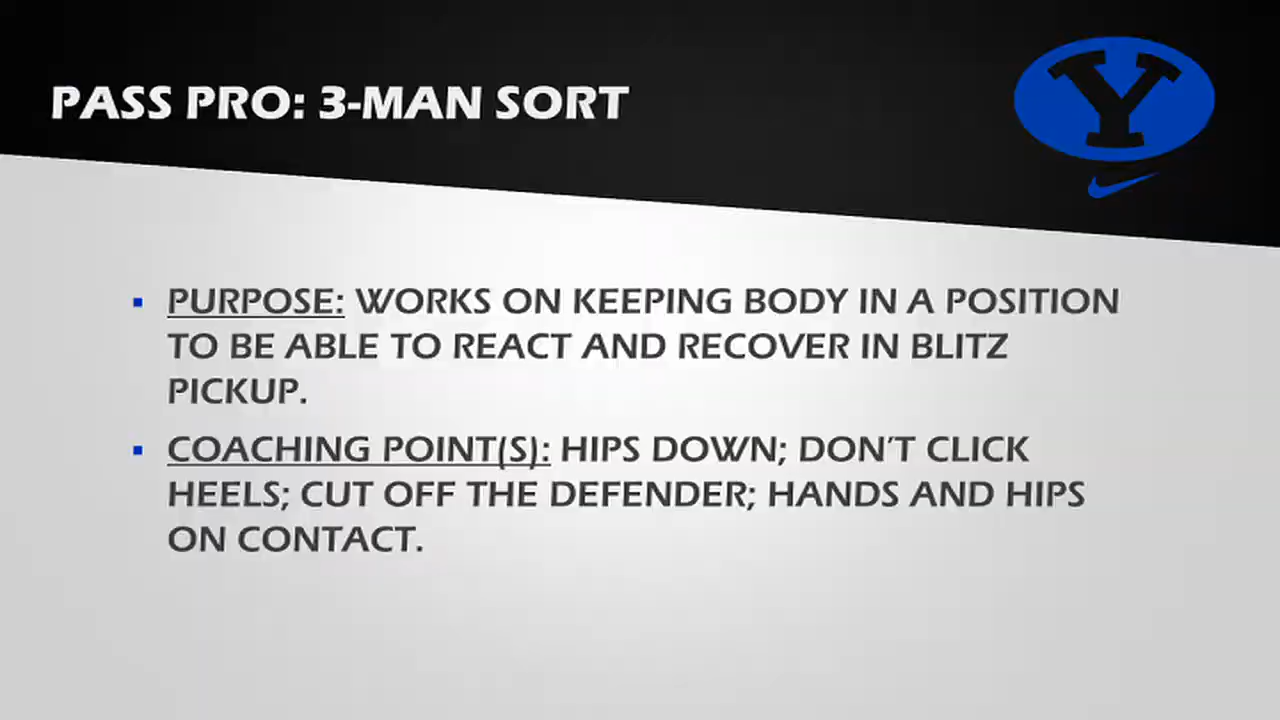 PASS PRO: 3-MAN SORT
Y
▪ PURPOSE: WORKS ON KEEPING BODY IN A POSITION
TO BE ABLE TO REACT AND RECOVER IN BLITZ
PICKUP.
▪ COACHING POINT(S): HIPS DOWN; DON'T CLICK
HEELS; CUT OFF THE DEFENDER; HANDS AND HIPS
ON CONTACT.